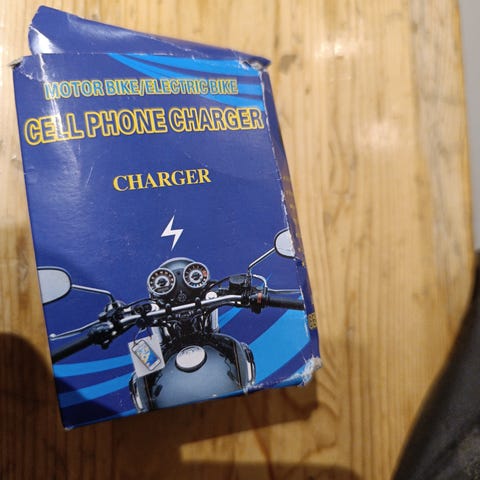 MOTOR BIKE/ELECTRIC BIKE
CELL PHONE CHARGER
CHARGER